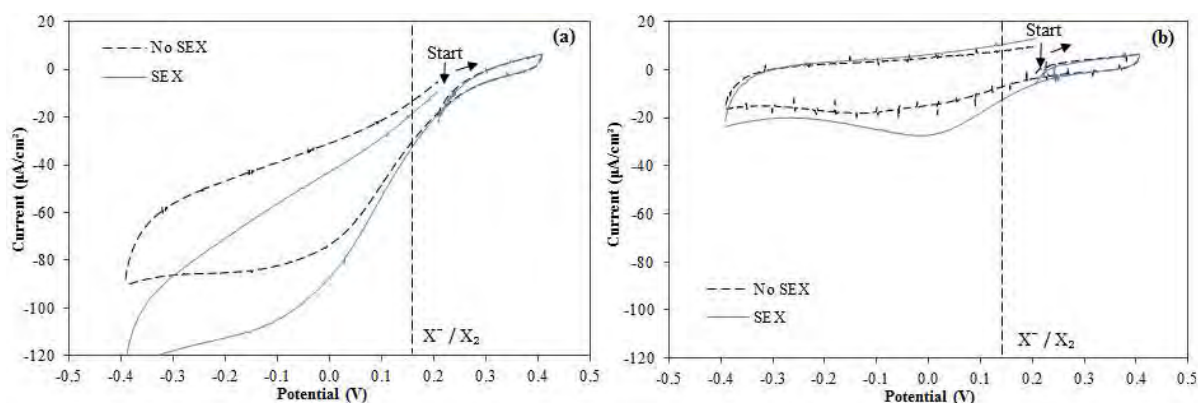 20
0
-20
-40
-60
-80
-100
-120
Current (µA/cm²)
-0.5 -0.4 -0.3 -0.2 -0.1 0.0 0.1 0.2 0.3 0.4 0.5
Potential (V)
No SEX
SEX
Start
(a)
X⁻ / X₂
20
0
-20
-40
-60
-80
-100
-120
Current (µA/cm²)
-0.5 -0.4 -0.3 -0.2 -0.1 0.0 0.1 0.2 0.3 0.4 0.5
Potential (V)
Start
(b)
No SEX
SEX
X⁻ / X₂